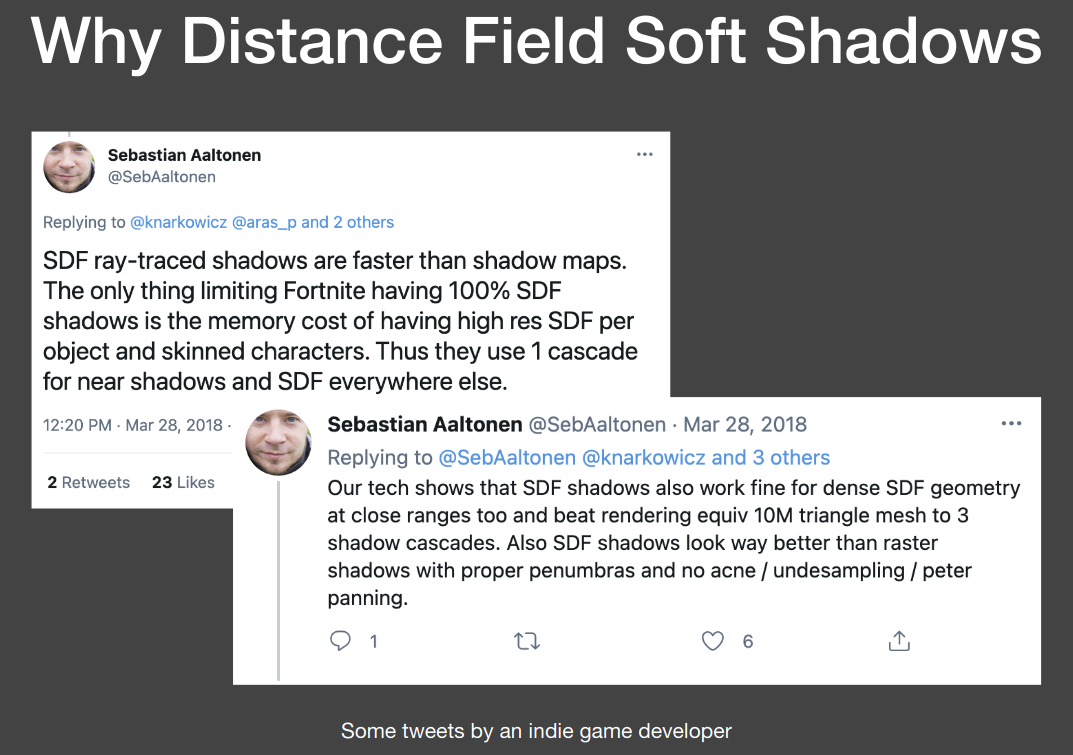 Why Distance Field Soft Shadows
Sebastian Aaltonen
@SebAaltonen
Replying to @knarkowicz @aras_p and 2 others
SDF ray-traced shadows are faster than shadow maps.
The only thing limiting Fortnite having 100% SDF
shadows is the memory cost of having high res SDF per
object and skinned characters. Thus they use 1 cascade
for near shadows and SDF everywhere else.
12:20 PM · Mar 28, 2018 ·
2 Retweets 23 Likes
Sebastian Aaltonen @SebAaltonen · Mar 28, 2018
Replying to @SebAaltonen @knarkowicz and 3 others
Our tech shows that SDF shadows also work fine for dense SDF geometry
at close ranges too and beat rendering equiv 10M triangle mesh to 3
shadow cascades. Also SDF shadows look way better than raster
shadows with proper penumbras and no acne / undesampling / peter
panning.
1 6
Some tweets by an indie game developer